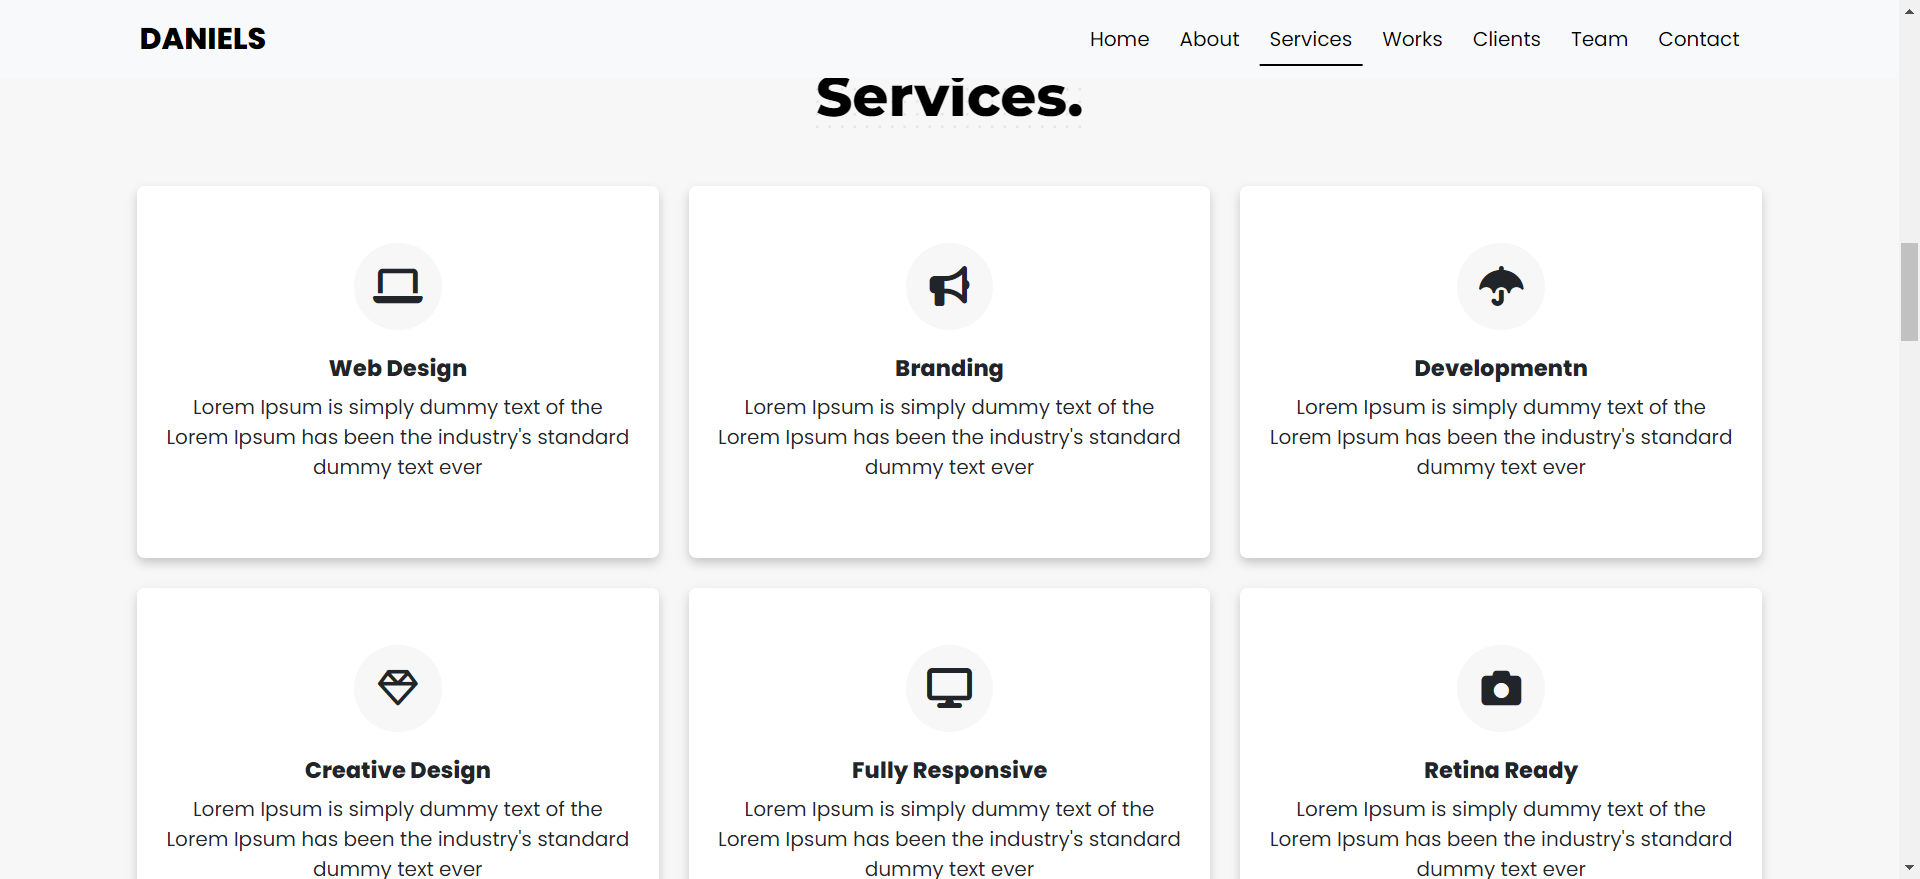 DANIELS
Home About Services Works Clients Team Contact
Services.
Web Design
Lorem Ipsum is simply dummy text of the
Lorem Ipsum has been the industry's standard
dummy text ever
Branding
Lorem Ipsum is simply dummy text of the
Lorem Ipsum has been the industry's standard
dummy text ever
Developmentn
Lorem Ipsum is simply dummy text of the
Lorem Ipsum has been the industry's standard
dummy text ever
Creative Design
Lorem Ipsum is simply dummy text of the
Lorem Ipsum has been the industry's standard
dummy text ever
Fully Responsive
Lorem Ipsum is simply dummy text of the
Lorem Ipsum has been the industry's standard
dummy text ever
Retina Ready
Lorem Ipsum is simply dummy text of the
Lorem Ipsum has been the industry's standard
dummy text ever